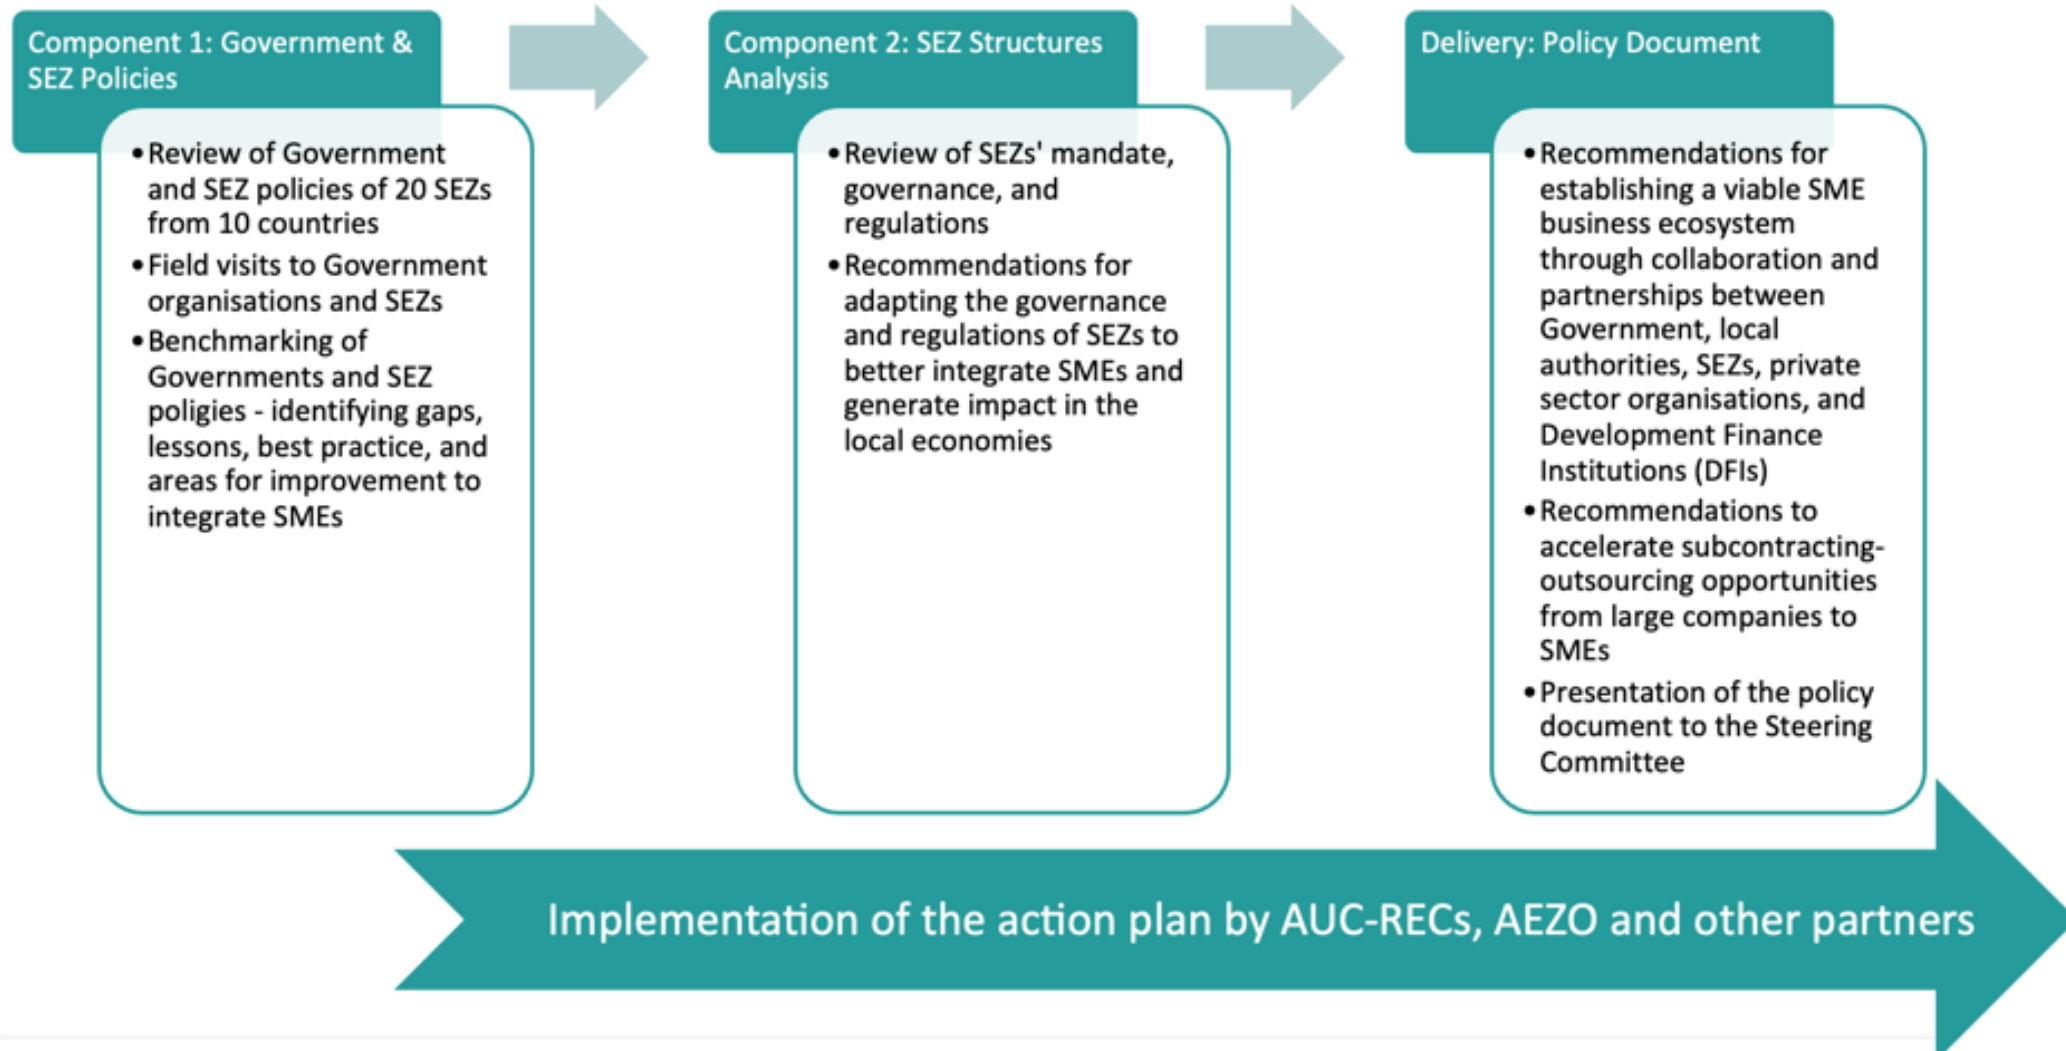 Component 1: Government &
SEZ Policies
•Review of Government
and SEZ policies of 20 SEZs
from 10 countries
•Field visits to Government
organisations and SEZs
•Benchmarking of
Governments and SEZ
poligies - identifying gaps,
lessons, best practice, and
areas for improvement to
integrate SMEs
Component 2: SEZ Structures
Analysis
•Review of SEZs' mandate,
governance, and
regulations
•Recommendations for
adapting the governance
and regulations of SEZs to
better integrate SMEs and
generate impact in the
local economies
Delivery: Policy Document
•Recommendations for
establishing a viable SME
business ecosystem
through collaboration and
partnerships between
Government, local
authorities, SEZs, private
sector organisations, and
Development Finance
Institutions (DFIs)
•Recommendations to
accelerate subcontracting-
outsourcing opportunities
from large companies to
SMEs
•Presentation of the policy
document to the Steering
Committee
Implementation of the action plan by AUC-RECs, AEZO and other partners